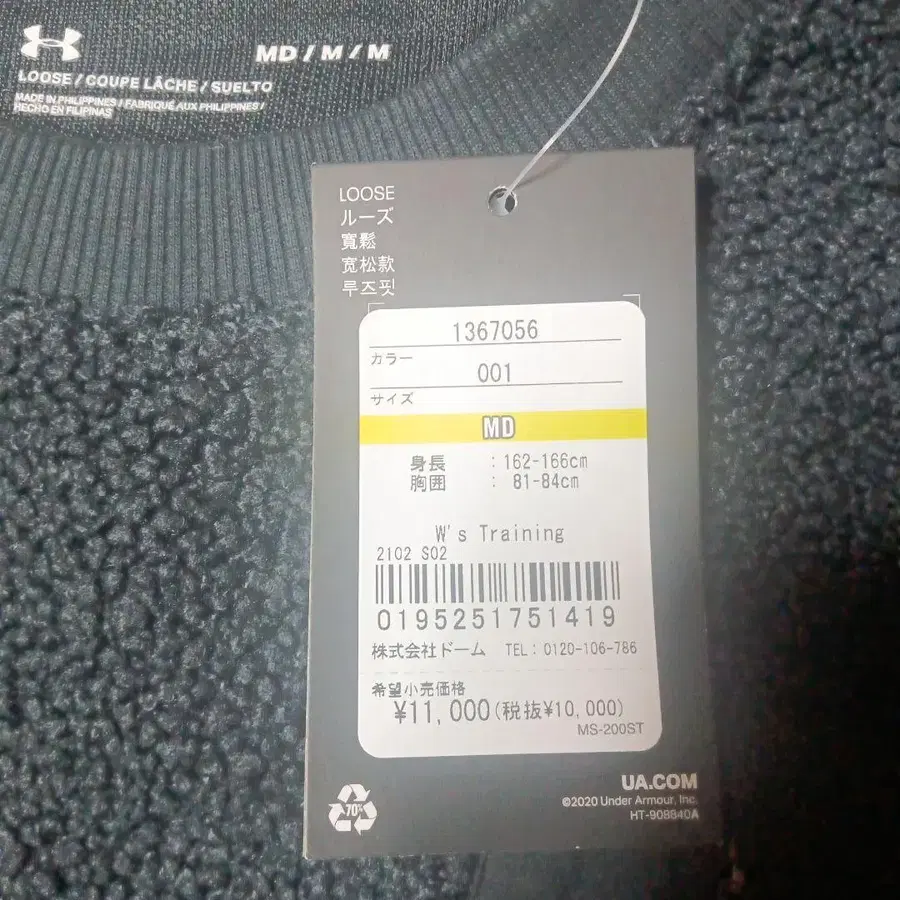 MD / M / M
LOOSE / COUPE LÂCHE / SUELTO
MADE IN PHILIPPINES / FABRIQUÉ AUX PHILIPPINES /
HECHO EN FILIPINAS
LOOSE
ルーズ
寬鬆
宽松款
루즈핏
1367056
カラー
001
サイズ
MD
身長 : 162-166cm
胸囲 : 81-84cm
W's Training
2102 S02
0195251751419
株式会社ドーム TEL: 0120-106-786
希望小売価格
¥11,000(税抜¥10,000)
MS-200ST
70%
UA.COM
©2020 Under Armour, Inc.
HT-908840A